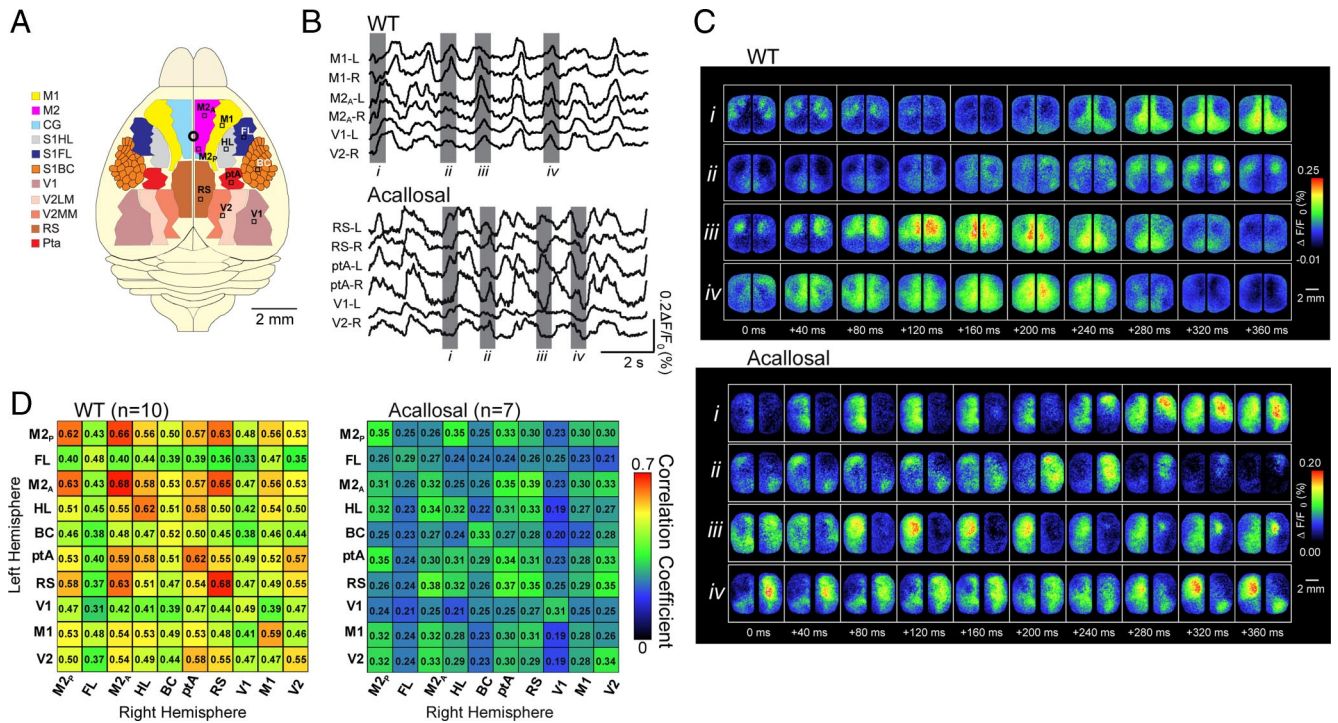 A
M1
M2
CG
S1HL
S1FL
S1BC
V1
V2LM
V2MM
RS
Pta
M2A
M1
FL
HL
M2P
BC
ptA
RS
V2
V1
2 mm
B
WT
M1-L
M1-R
M2A-L
M2A-R
V1-L
V2-R
i ii iii iv
Acallosal
RS-L
RS-R
ptA-L
ptA-R
V1-L
V2-R
i ii iii iv
0.2ΔF/F0 (%)
2 s
C
WT
i
ii
iii
iv
0 ms +40 ms +80 ms +120 ms +160 ms +200 ms +240 ms +280 ms +320 ms +360 ms
0.25
Δ F/F0 (%)
-0.01
2 mm
Acallosal
i
ii
iii
iv
0 ms +40 ms +80 ms +120 ms +160 ms +200 ms +240 ms +280 ms +320 ms +360 ms
0.20
Δ F/F0 (%)
0.00
2 mm
D
WT (n=10)
Left Hemisphere
M2P 0.62 0.43 0.66 0.56 0.50 0.57 0.63 0.48 0.56 0.53
FL 0.40 0.48 0.40 0.44 0.39 0.39 0.36 0.33 0.47 0.35
M2A 0.63 0.43 0.68 0.58 0.53 0.58 0.65 0.47 0.56 0.53
HL 0.51 0.45 0.55 0.62 0.50 0.58 0.54 0.42 0.54 0.50
BC 0.46 0.38 0.48 0.47 0.52 0.50 0.45 0.38 0.46 0.44
ptA 0.53 0.40 0.59 0.58 0.51 0.62 0.55 0.49 0.52 0.57
RS 0.58 0.37 0.63 0.51 0.47 0.54 0.68 0.47 0.49 0.55
V1 0.47 0.31 0.42 0.41 0.39 0.45 0.44 0.49 0.39 0.47
M1 0.53 0.48 0.54 0.53 0.49 0.53 0.48 0.41 0.59 0.46
V2 0.50 0.37 0.54 0.49 0.44 0.58 0.55 0.47 0.47 0.55
M2P FL M2A HL BC ptA RS V1 M1 V2
Right Hemisphere
Acallosal (n=7)
M2P 0.35 0.25 0.26 0.35 0.25 0.33 0.30 0.23 0.30 0.30
FL 0.26 0.29 0.27 0.24 0.24 0.24 0.26 0.25 0.23 0.21
M2A 0.31 0.26 0.32 0.25 0.26 0.35 0.39 0.23 0.30 0.33
HL 0.32 0.23 0.34 0.32 0.22 0.31 0.33 0.19 0.27 0.27
BC 0.25 0.23 0.27 0.24 0.33 0.27 0.28 0.20 0.22 0.28
ptA 0.35 0.24 0.30 0.29 0.26 0.34 0.31 0.21 0.28 0.30
RS 0.26 0.24 0.38 0.32 0.26 0.37 0.35 0.25 0.28 0.35
V1 0.24 0.21 0.25 0.21 0.25 0.25 0.27 0.31 0.25 0.25
M1 0.32 0.24 0.32 0.28 0.23 0.30 0.31 0.19 0.28 0.26
V2 0.32 0.24 0.33 0.29 0.23 0.30 0.29 0.19 0.28 0.34
M2P FL M2A HL BC ptA RS V1 M1 V2
Right Hemisphere
0.7
Correlation Coefficient
0